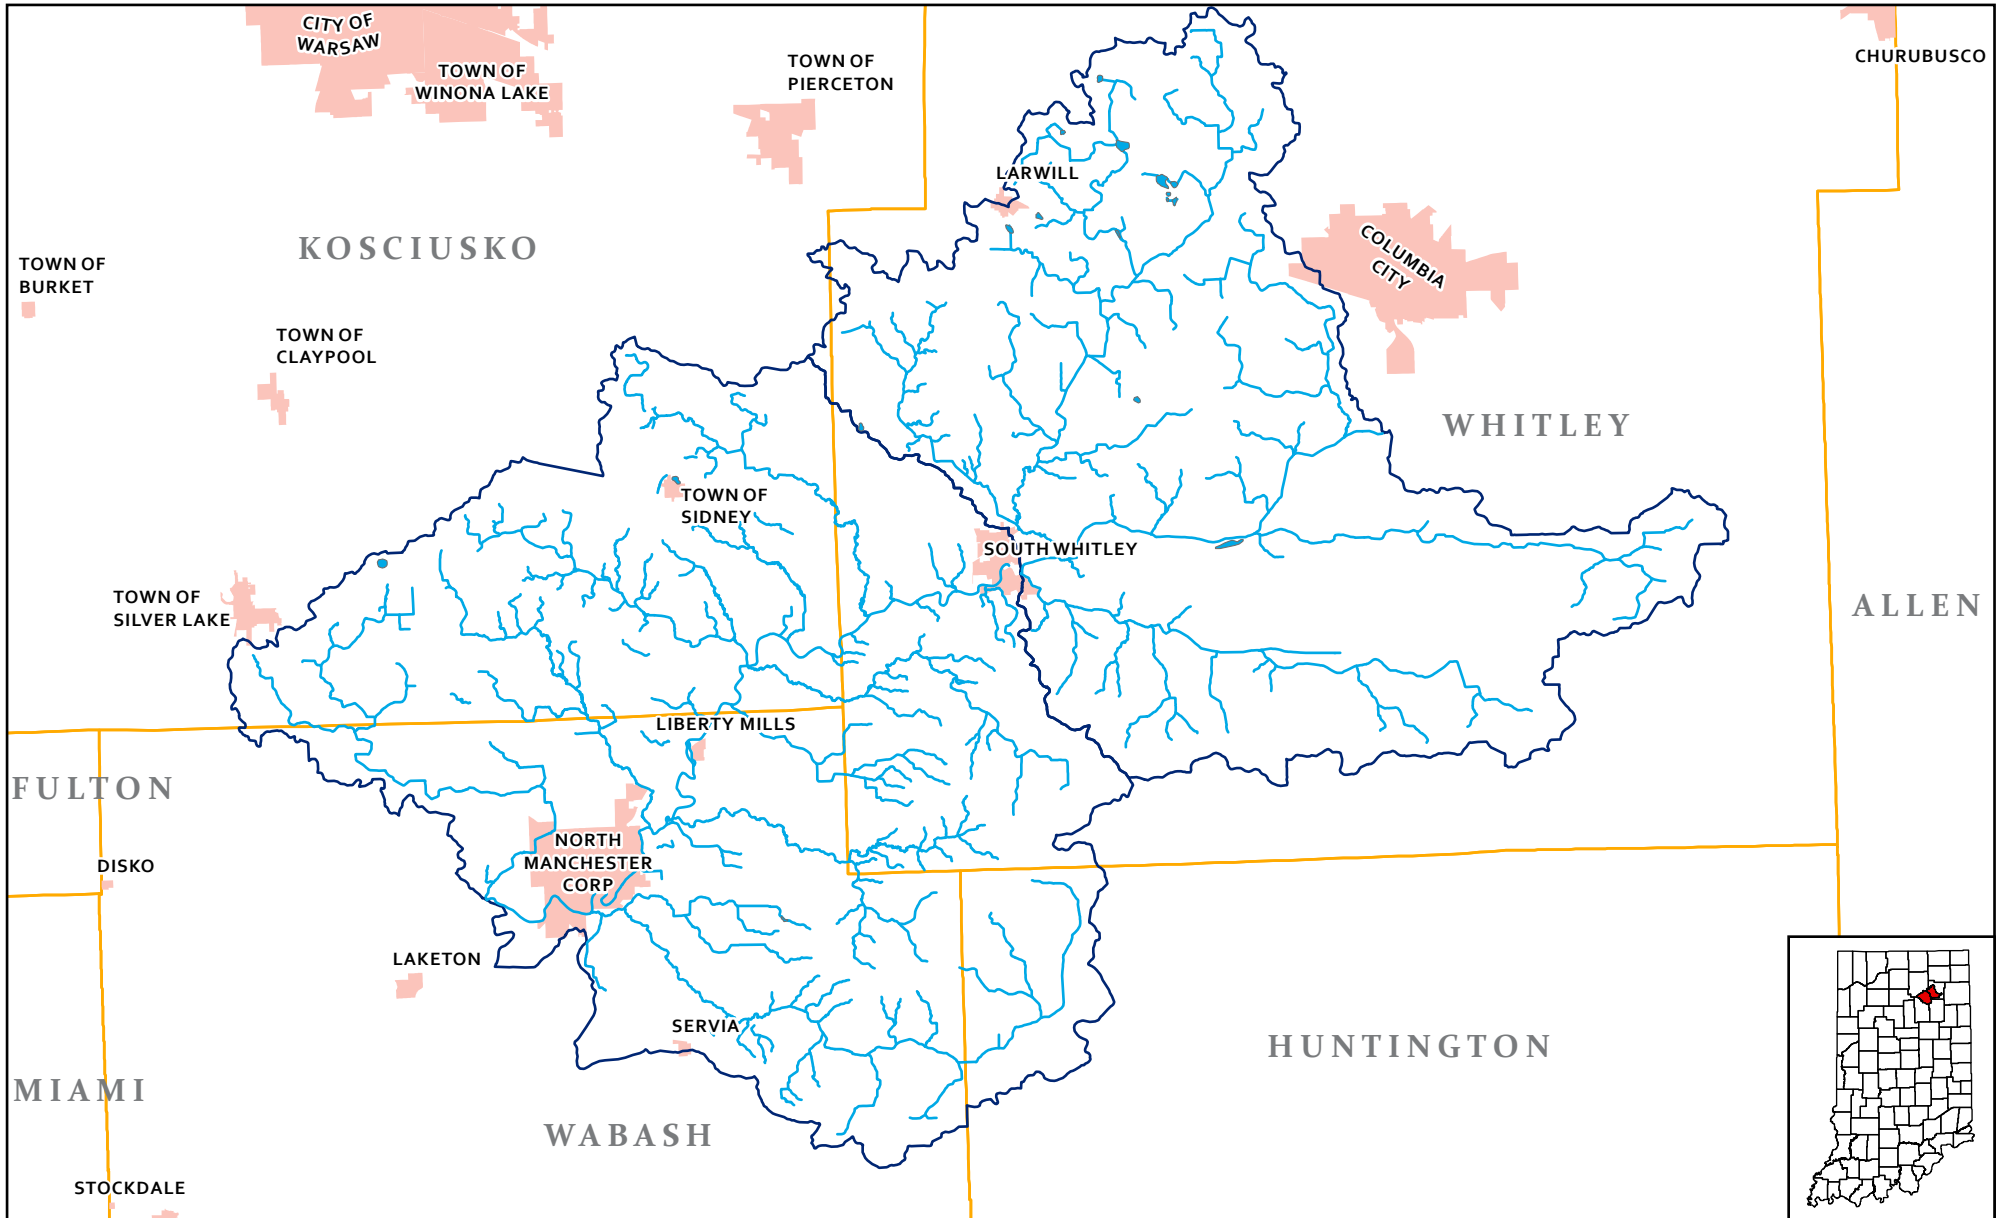 CITY OF
WARSAW
TOWN OF
WINONA LAKE
TOWN OF
PIERCETON
CHURUBUSCO
LARWILL
KOSCIUSKO
COLUMBIA
CITY
TOWN OF
BURKET
TOWN OF
CLAYPOOL
WHITLEY
TOWN OF
SIDNEY
SOUTH WHITLEY
TOWN OF
SILVER LAKE
ALLEN
LIBERTY MILLS
FULTON
NORTH
MANCHESTER
CORP
DISKO
LAKETON
SERVIA
HUNTINGTON
MIAMI
WABASH
STOCKDALE